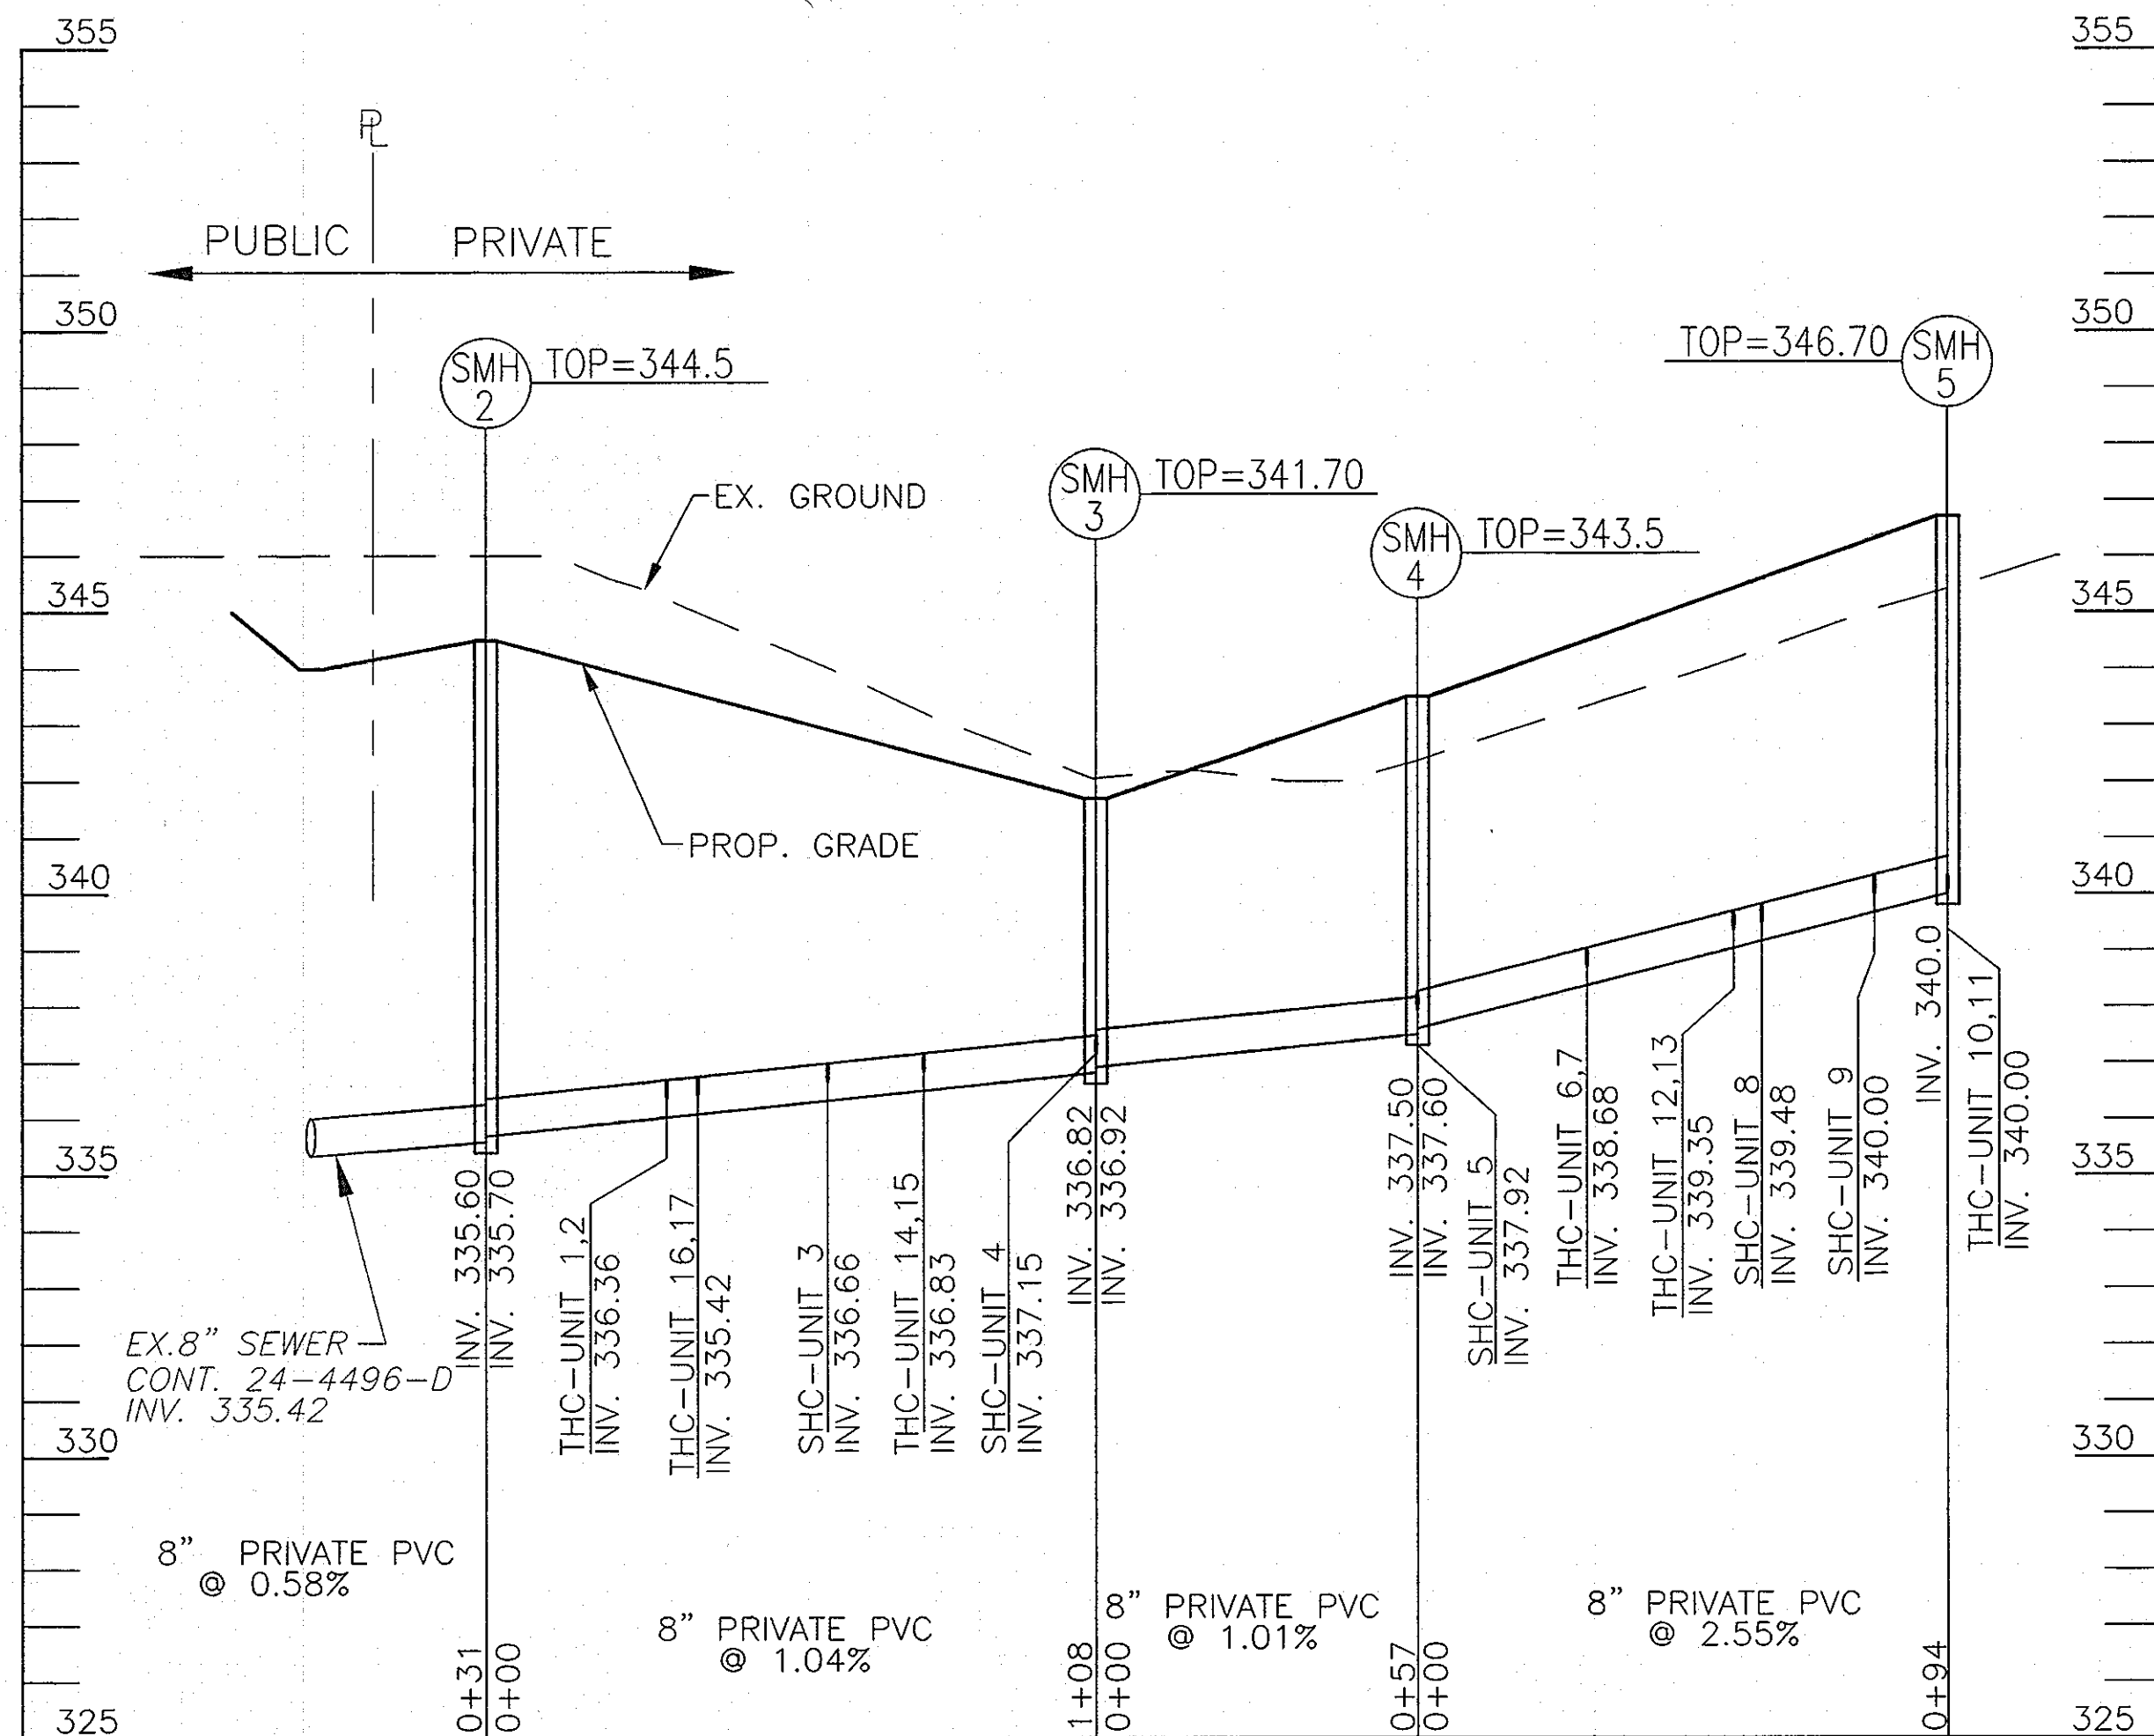 355
355
PL
PUBLIC
PRIVATE
350
350
SMH
2
TOP=344.5
TOP=346.70
SMH
5
SMH
3
TOP=341.70
EX. GROUND
SMH
4
TOP=343.5
345
345
PROP. GRADE
340
340
335
335
INV. 335.60
INV. 335.70
THC-UNIT 1,2
INV. 336.36
THC-UNIT 16,17
INV. 335.42
SHC-UNIT 3
INV. 336.66
THC-UNIT 14,15
INV. 336.83
SHC-UNIT 4
INV. 337.15
INV. 336.82
INV. 336.92
INV. 337.50
INV. 337.60
SHC-UNIT 5
INV. 337.92
THC-UNIT 6,7
INV. 338.68
THC-UNIT 12,13
INV. 339.35
SHC-UNIT 8
INV. 339.48
SHC-UNIT 9
INV. 340.00
INV. 340.0
THC-UNIT 10,11
INV. 340.00
EX.8" SEWER
CONT. 24-4496-D
INV. 335.42
330
330
8" PRIVATE PVC
@ 0.58%
8" PRIVATE PVC
@ 1.04%
8" PRIVATE PVC
@ 1.01%
8" PRIVATE PVC
@ 2.55%
0+31
0+00
1+08
0+00
0+57
0+00
0+94
325
325